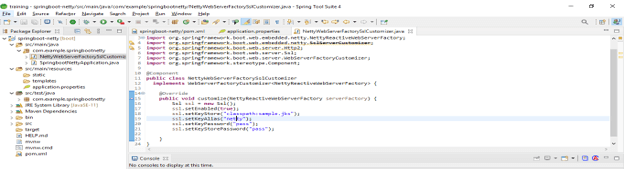 training - springboot-netty/src/main/java/com/example/springbootnetty/NettyWebServerFactorySslCustomizer.java - Spring Tool Suite 4
File Edit Source Refactor Navigate Search Project Run Window Help
Package Explorer
springboot-netty/pom.xml
application.properties
NettyWebServerFactorySslCustomizer.java
springboot-netty
src/main/java
com.example.springbootnetty
NettyWebServerFactorySslCustomiz
SpringbootNettyApplication.java
src/main/resources
static
templates
application.properties
src/test/java
com.example.springbootnetty
JRE System Library
Maven Dependencies
bin
src
target
HELP.md
mvnw
mvnw.cmd
pom.xml
import org.springframework.boot.web.embedded.netty.NettyReactiveWebServerFactory;
import org.springframework.boot.web.embedded.netty.SslServerCustomizer;
import org.springframework.boot.web.server.Http2;
import org.springframework.boot.web.server.Ssl;
import org.springframework.boot.web.server.WebServerFactoryCustomizer;
import org.springframework.stereotype.Component;
@Component
public class NettyWebServerFactorySslCustomizer
implements WebServerFactoryCustomizer<NettyReactiveWebServerFactory> {
@Override
public void customize(NettyReactiveWebServerFactory serverFactory) {
Ssl ssl = new Ssl();
ssl.setEnabled(true);
ssl.setKeyStore("classpath:sample.jks");
ssl.setKeyAlias("netty");
ssl.setKeyPassword("pass");
ssl.setKeyStorePassword("pass");
}
}
Console
No consoles to display at this time.